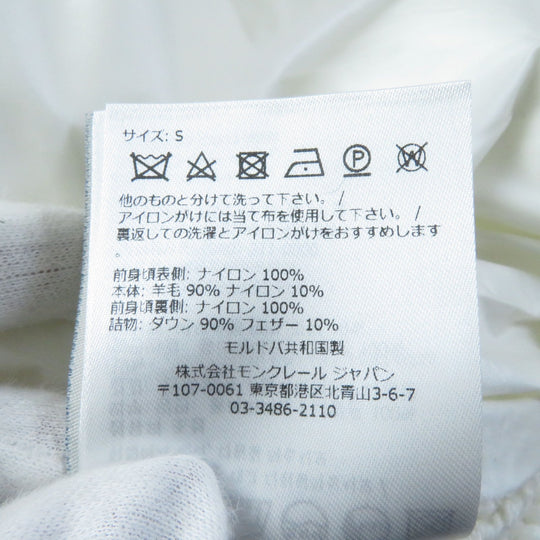 サイズ: S
P
W
他のものと分けて洗って下さい。/
アイロンがけには当て布を使用して下さい。/
裏返しての洗濯とアイロンがけをおすすめします
。
前身頃表側: ナイロン 100%
本体: 羊毛 90% ナイロン 10%
前身頃裏側: ナイロン 100%
詰物: ダウン 90% フェザー 10%
モルドバ共和国製
株式会社モンクレール ジャパン
〒107-0061 東京都港区北青山3-6-7
03-3486-2110